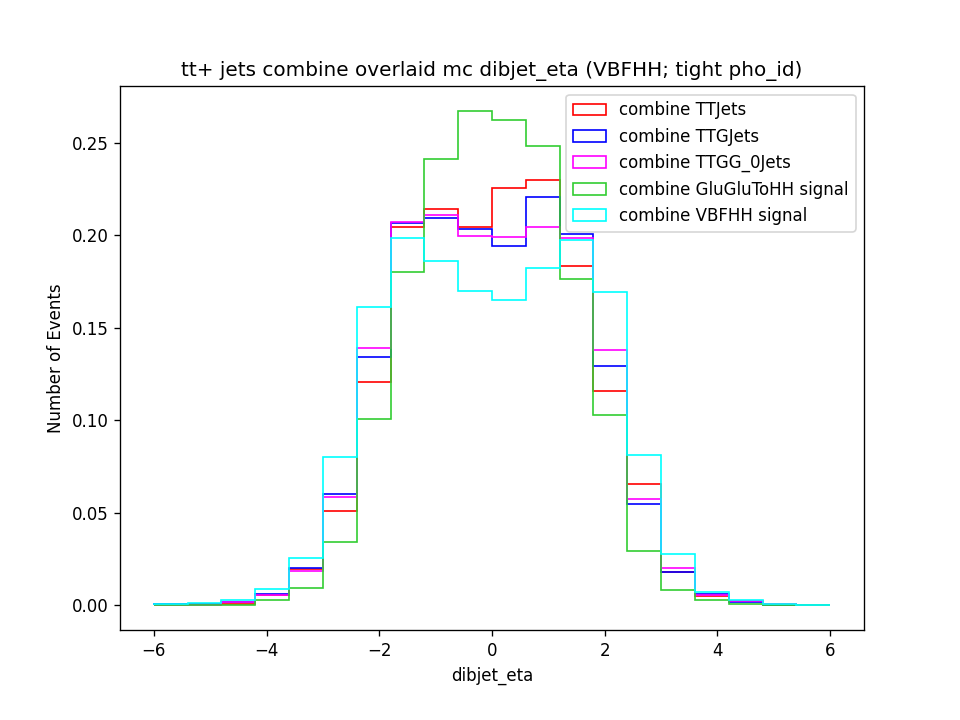 tt+ jets combine overlaid mc dibjet_eta (VBFHH; tight pho_id)
combine TTJets
combine TTGJets
combine TTGG_0Jets
combine GluGluToHH signal
combine VBFHH signal
Number of Events
0.25
0.20
0.15
0.10
0.05
0.00
−6 −4 −2 0 2 4 6
dibjet_eta